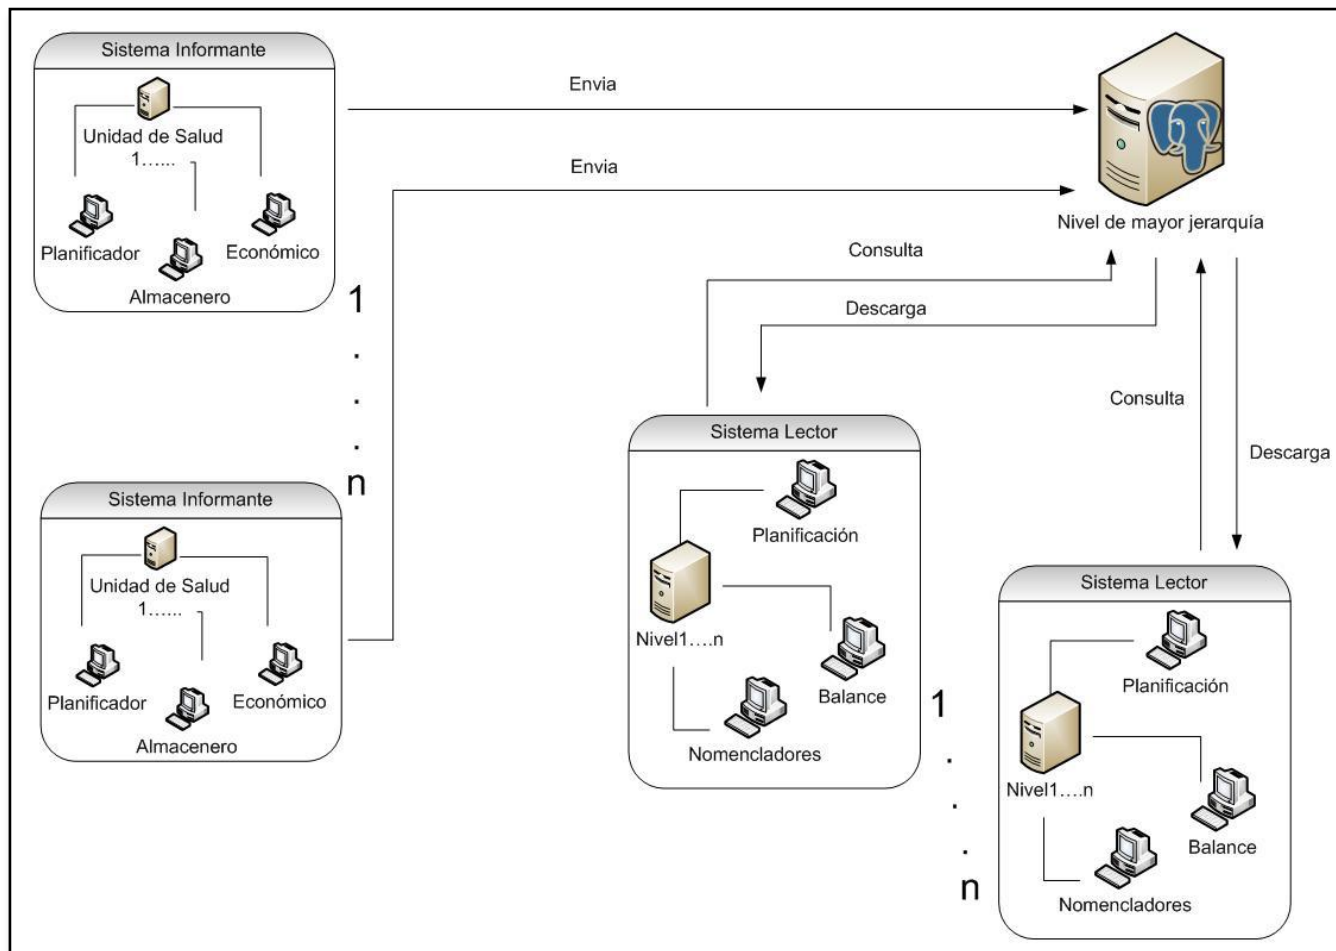 Sistema Informante
Unidad de Salud
1…...
Planificador
Económico
Almacenero
Envia
Envia
Nivel de mayor jerarquía
Consulta
Descarga
Consulta
Descarga
1
.
.
.
n
Sistema Informante
Unidad de Salud
1…...
Planificador
Económico
Almacenero
Sistema Lector
Planificación
Nivel1….n
Balance
Nomencladores
1
.
.
.
n
Sistema Lector
Planificación
Nivel1….n
Balance
Nomencladores